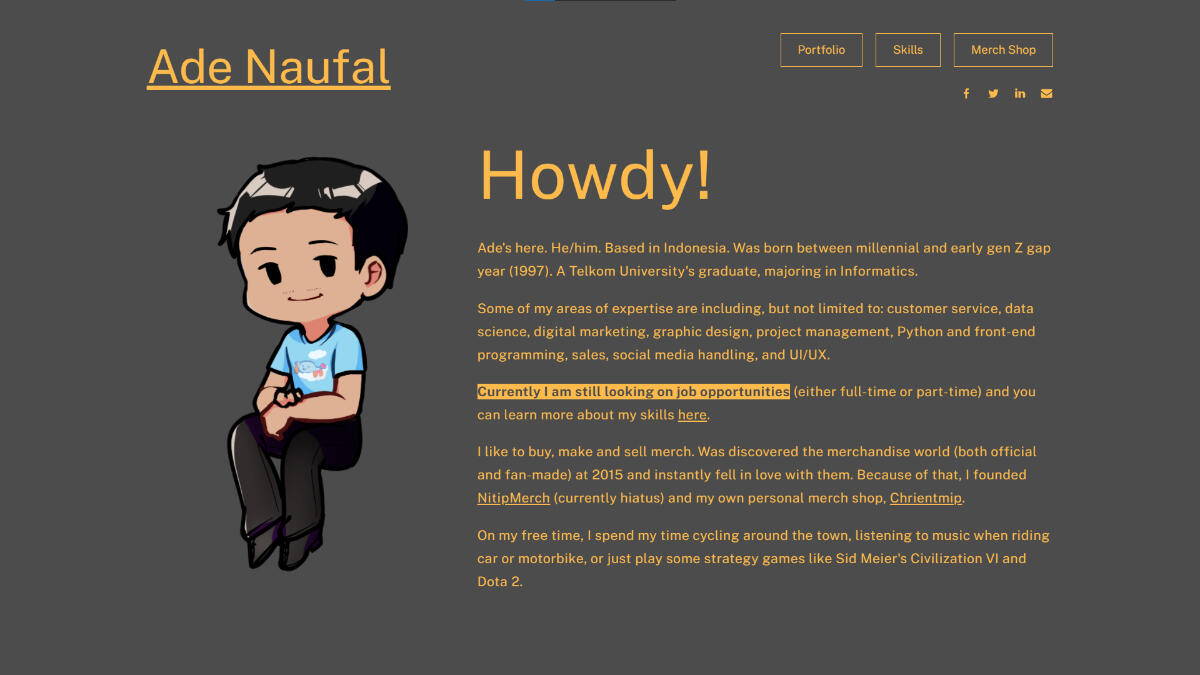 Ade Naufal
Portfolio
Skills
Merch Shop
Howdy!
Ade's here. He/him. Based in Indonesia. Was born between millennial and early gen Z gap
year (1997). A Telkom University's graduate, majoring in Informatics.
Some of my areas of expertise are including, but not limited to: customer service, data
science, digital marketing, graphic design, project management, Python and front-end
programming, sales, social media handling, and UI/UX.
Currently I am still looking on job opportunities (either full-time or part-time) and you
can learn more about my skills here.
I like to buy, make and sell merch. Was discovered the merchandise world (both official
and fan-made) at 2015 and instantly fell in love with them. Because of that, I founded
NitipMerch (currently hiatus) and my own personal merch shop, Chrientmip.
On my free time, I spend my time cycling around the town, listening to music when riding
car or motorbike, or just play some strategy games like Sid Meier's Civilization VI and
Dota 2.